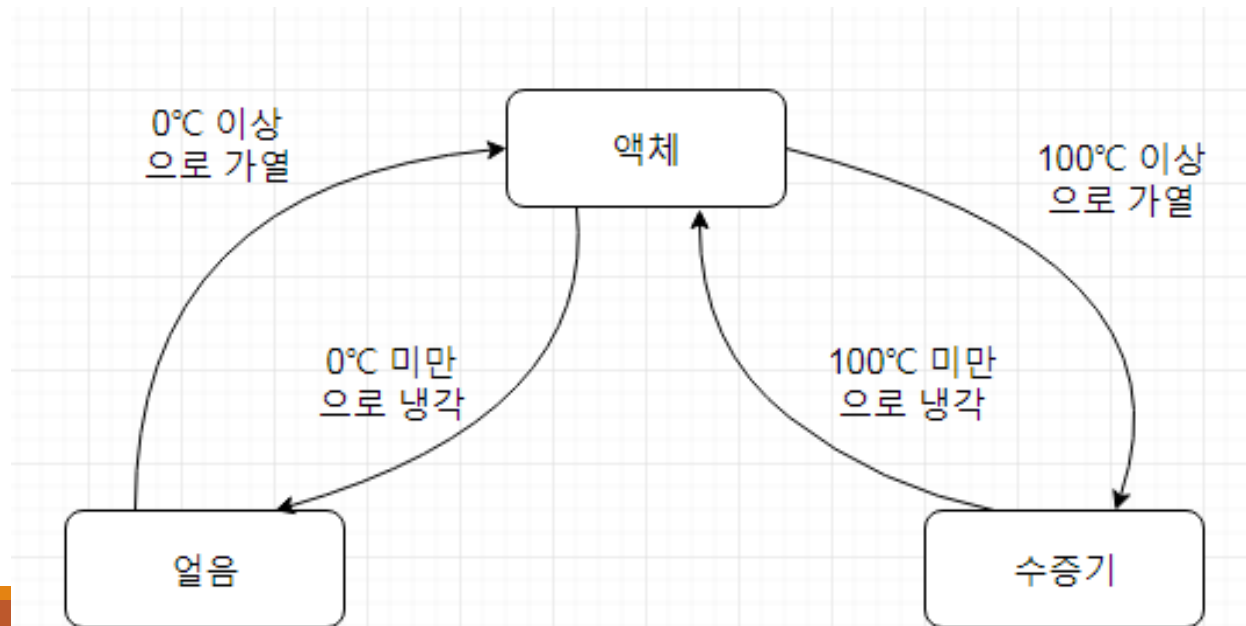 0℃ 이상
으로 가열
액체
100℃ 이상
으로 가열
0℃ 미만
으로 냉각
100℃ 미만
으로 냉각
얼음
수증기